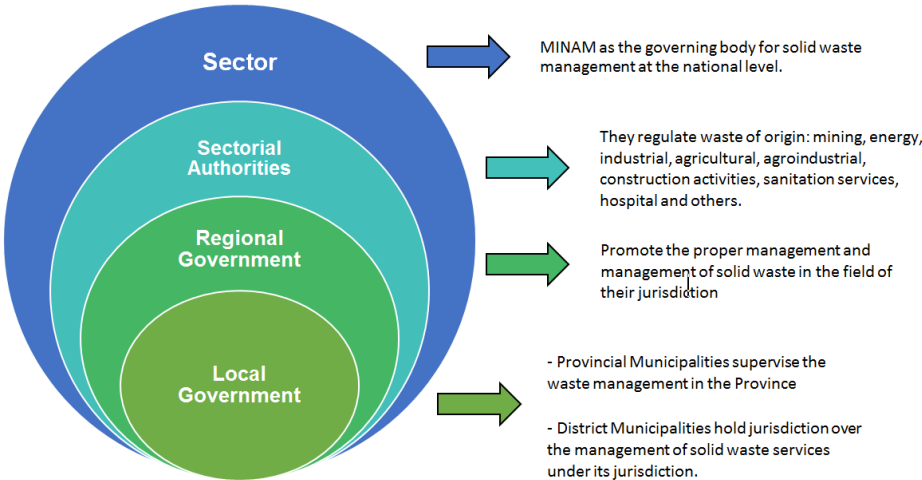 Sector
MINAM as the governing body for solid waste
management at the national level.
Sectorial
Authorities
They regulate waste of origin: mining, energy,
industrial, agricultural, agroindustrial,
construction activities, sanitation services,
hospital and others.
Regional
Government
Promote the proper management and
management of solid waste in the field of
their jurisdiction
Local
Government
- Provincial Municipalities supervise the
waste management in the Province
- District Municipalities hold jurisdiction over
the management of solid waste services
under its jurisdiction.